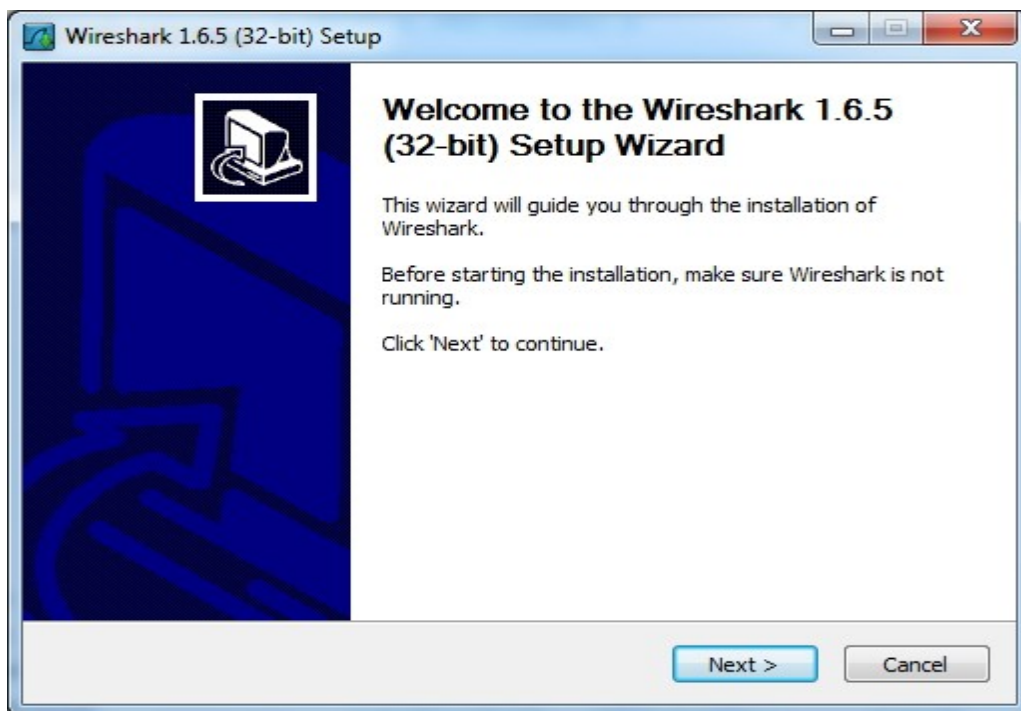 Wireshark 1.6.5 (32-bit) Setup
Welcome to the Wireshark 1.6.5
(32-bit) Setup Wizard
This wizard will guide you through the installation of
Wireshark.
Before starting the installation, make sure Wireshark is not
running.
Click 'Next' to continue.
Next >
Cancel